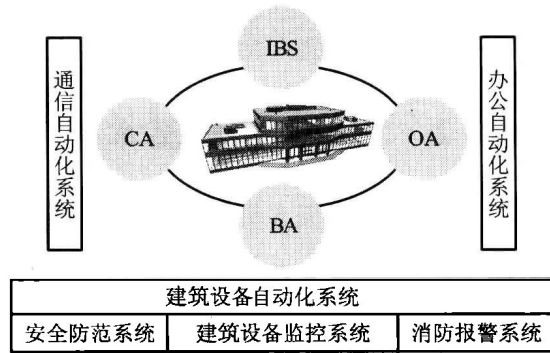 IBS
通信自动化系统
CA
OA
办公自动化系统
BA
建筑设备自动化系统
安全防范系统
建筑设备监控系统
消防报警系统